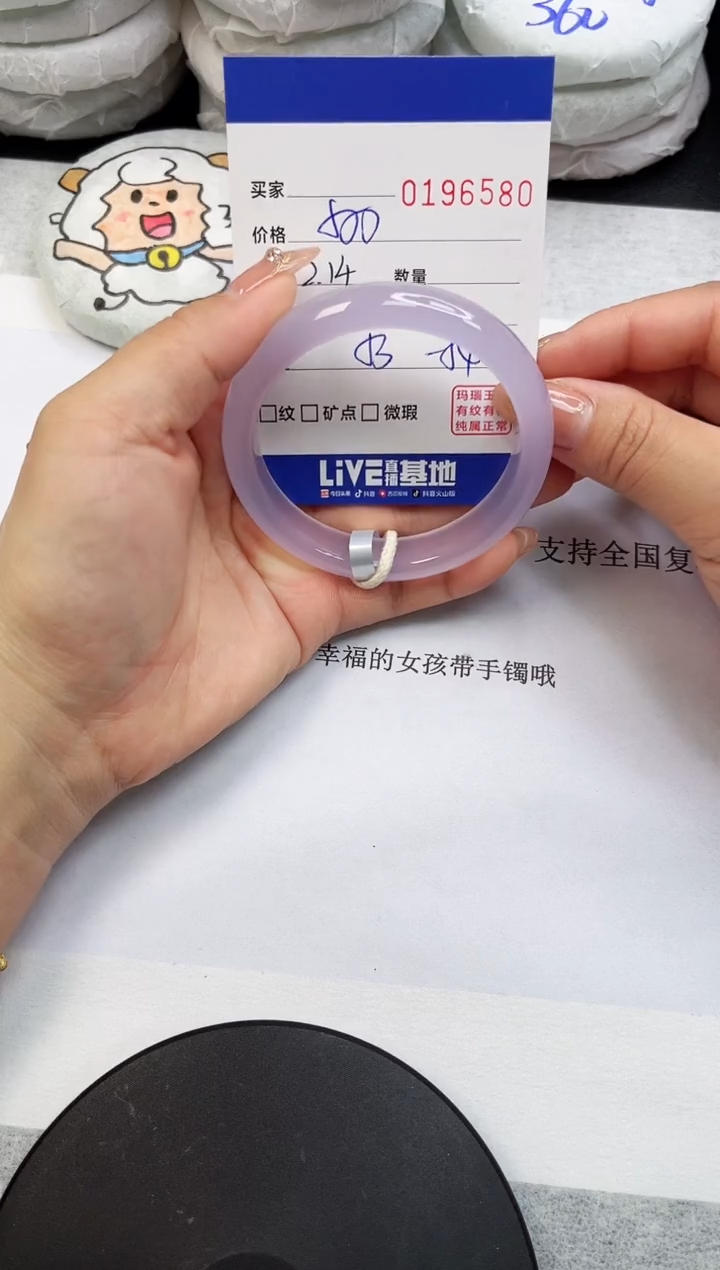 360
买家 0196580
价格 500
2.14 数量
纹 矿点 微瑕
玛瑙玉
有纹有
纯属正常
LiVE直播基地
今日头条 抖音 西瓜视频 抖音火山版
支持全国复
幸福的女孩带手镯哦